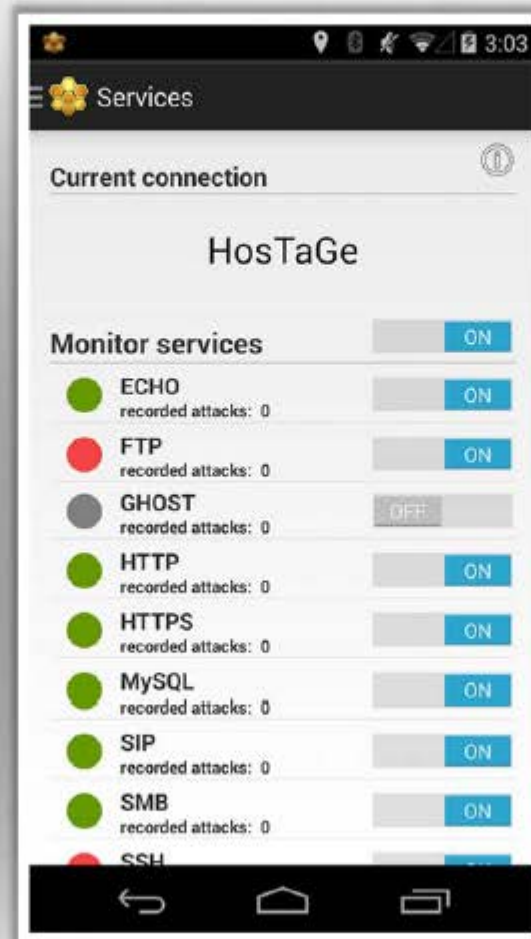 3:03
Services
Current connection
HosTaGe
Monitor services ON
ECHO ON
recorded attacks: 0
FTP ON
recorded attacks: 0
GHOST OFF
recorded attacks: 0
HTTP ON
recorded attacks: 0
HTTPS ON
recorded attacks: 0
MySQL ON
recorded attacks: 0
SIP ON
recorded attacks: 0
SMB ON
recorded attacks: 0
SSH